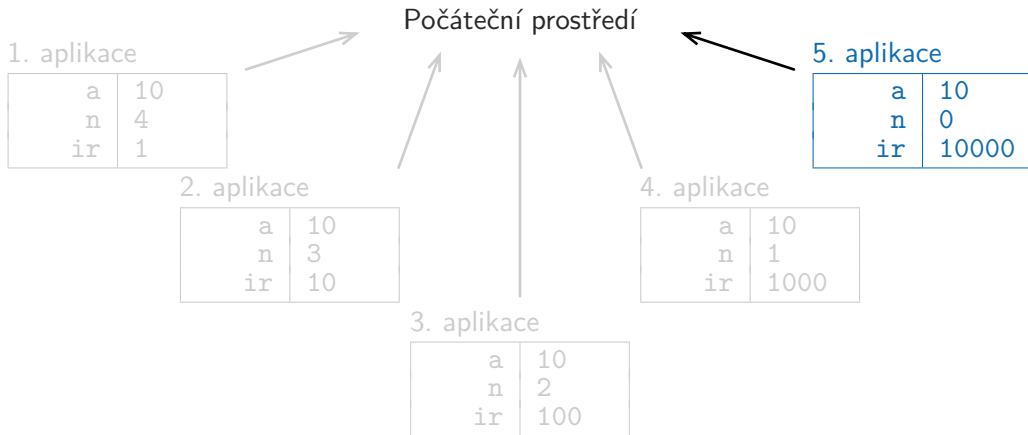 Počáteční prostředí
1. aplikace
a 10
n 4
ir 1
2. aplikace
a 10
n 3
ir 10
3. aplikace
a 10
n 2
ir 100
4. aplikace
a 10
n 1
ir 1000
5. aplikace
a 10
n 0
ir 10000